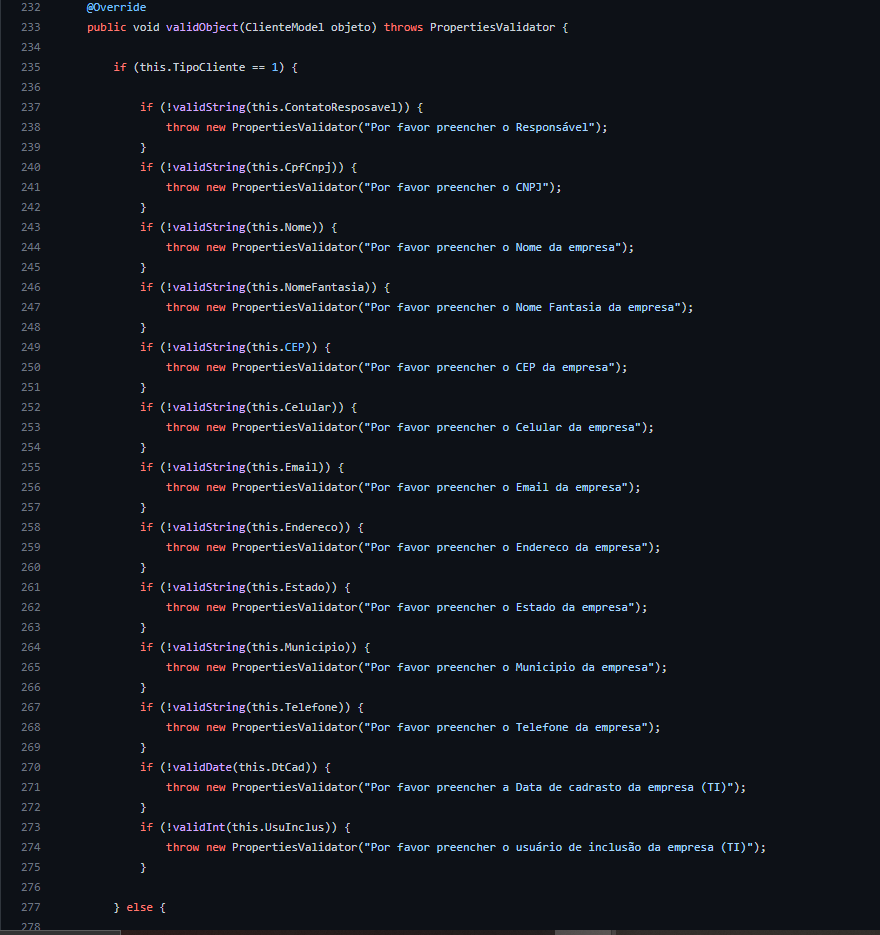 232 @Override
233 public void validObject(ClienteModel objeto) throws PropertiesValidator {
234
235 if (this.TipoCliente == 1) {
236
237 if (!validString(this.ContatoResposavel)) {
238 throw new PropertiesValidator("Por favor preencher o Responsável");
239 }
240 if (!validString(this.CpfCnpj)) {
241 throw new PropertiesValidator("Por favor preencher o CNPJ");
242 }
243 if (!validString(this.Nome)) {
244 throw new PropertiesValidator("Por favor preencher o Nome da empresa");
245 }
246 if (!validString(this.NomeFantasia)) {
247 throw new PropertiesValidator("Por favor preencher o Nome Fantasia da empresa");
248 }
249 if (!validString(this.CEP)) {
250 throw new PropertiesValidator("Por favor preencher o CEP da empresa");
251 }
252 if (!validString(this.Celular)) {
253 throw new PropertiesValidator("Por favor preencher o Celular da empresa");
254 }
255 if (!validString(this.Email)) {
256 throw new PropertiesValidator("Por favor preencher o Email da empresa");
257 }
258 if (!validString(this.Endereco)) {
259 throw new PropertiesValidator("Por favor preencher o Endereco da empresa");
260 }
261 if (!validString(this.Estado)) {
262 throw new PropertiesValidator("Por favor preencher o Estado da empresa");
263 }
264 if (!validString(this.Municipio)) {
265 throw new PropertiesValidator("Por favor preencher o Municipio da empresa");
266 }
267 if (!validString(this.Telefone)) {
268 throw new PropertiesValidator("Por favor preencher o Telefone da empresa");
269 }
270 if (!validDate(this.DtCad)) {
271 throw new PropertiesValidator("Por favor preencher a Data de cadrasto da empresa (TI)");
272 }
273 if (!validInt(this.UsuInclus)) {
274 throw new PropertiesValidator("Por favor preencher o usuário de inclusão da empresa (TI)");
275 }
276
277 } else {
278